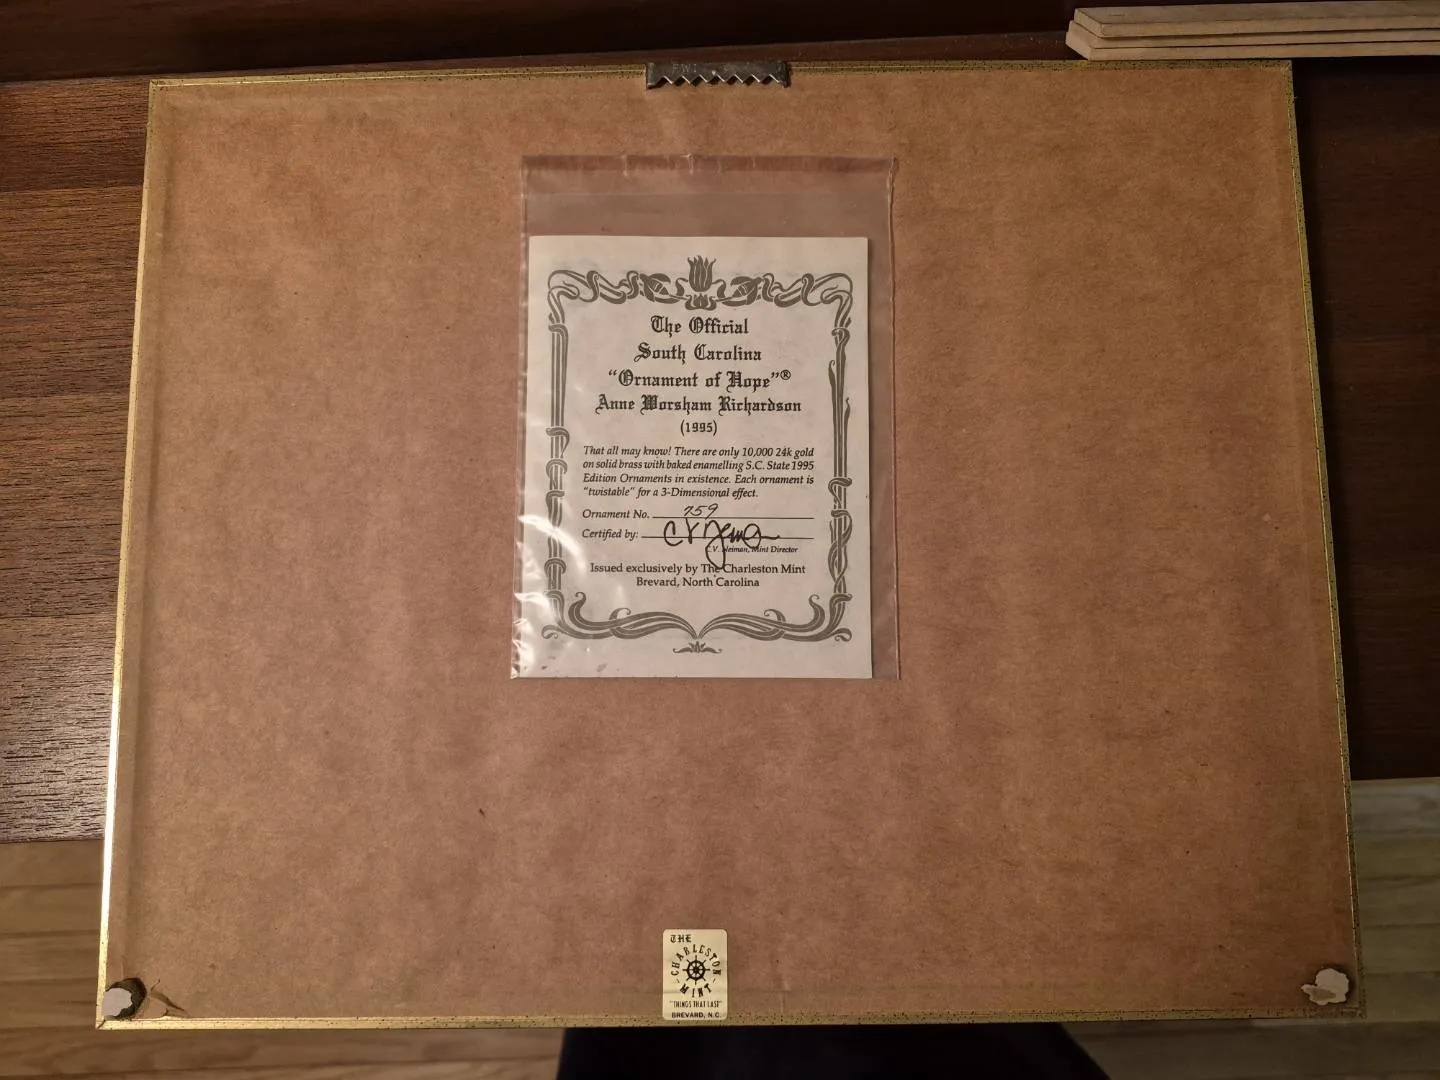 The Official
South Carolina
"Ornament of Hope"®
Anne Worsham Richardson
(1995)
That all may know! There are only 10,000 24k gold
on solid brass with baked enamelling S.C. State 1995
Edition Ornaments in existence. Each ornament is
"twistable" for a 3-Dimensional effect.
Ornament No. 759
Certified by:
C.V. Neiman, Mint Director
Issued exclusively by The Charleston Mint
Brevard, North Carolina
THE
CHARLESTON
MINT
"THINGS THAT LAST"
BREVARD, N.C.